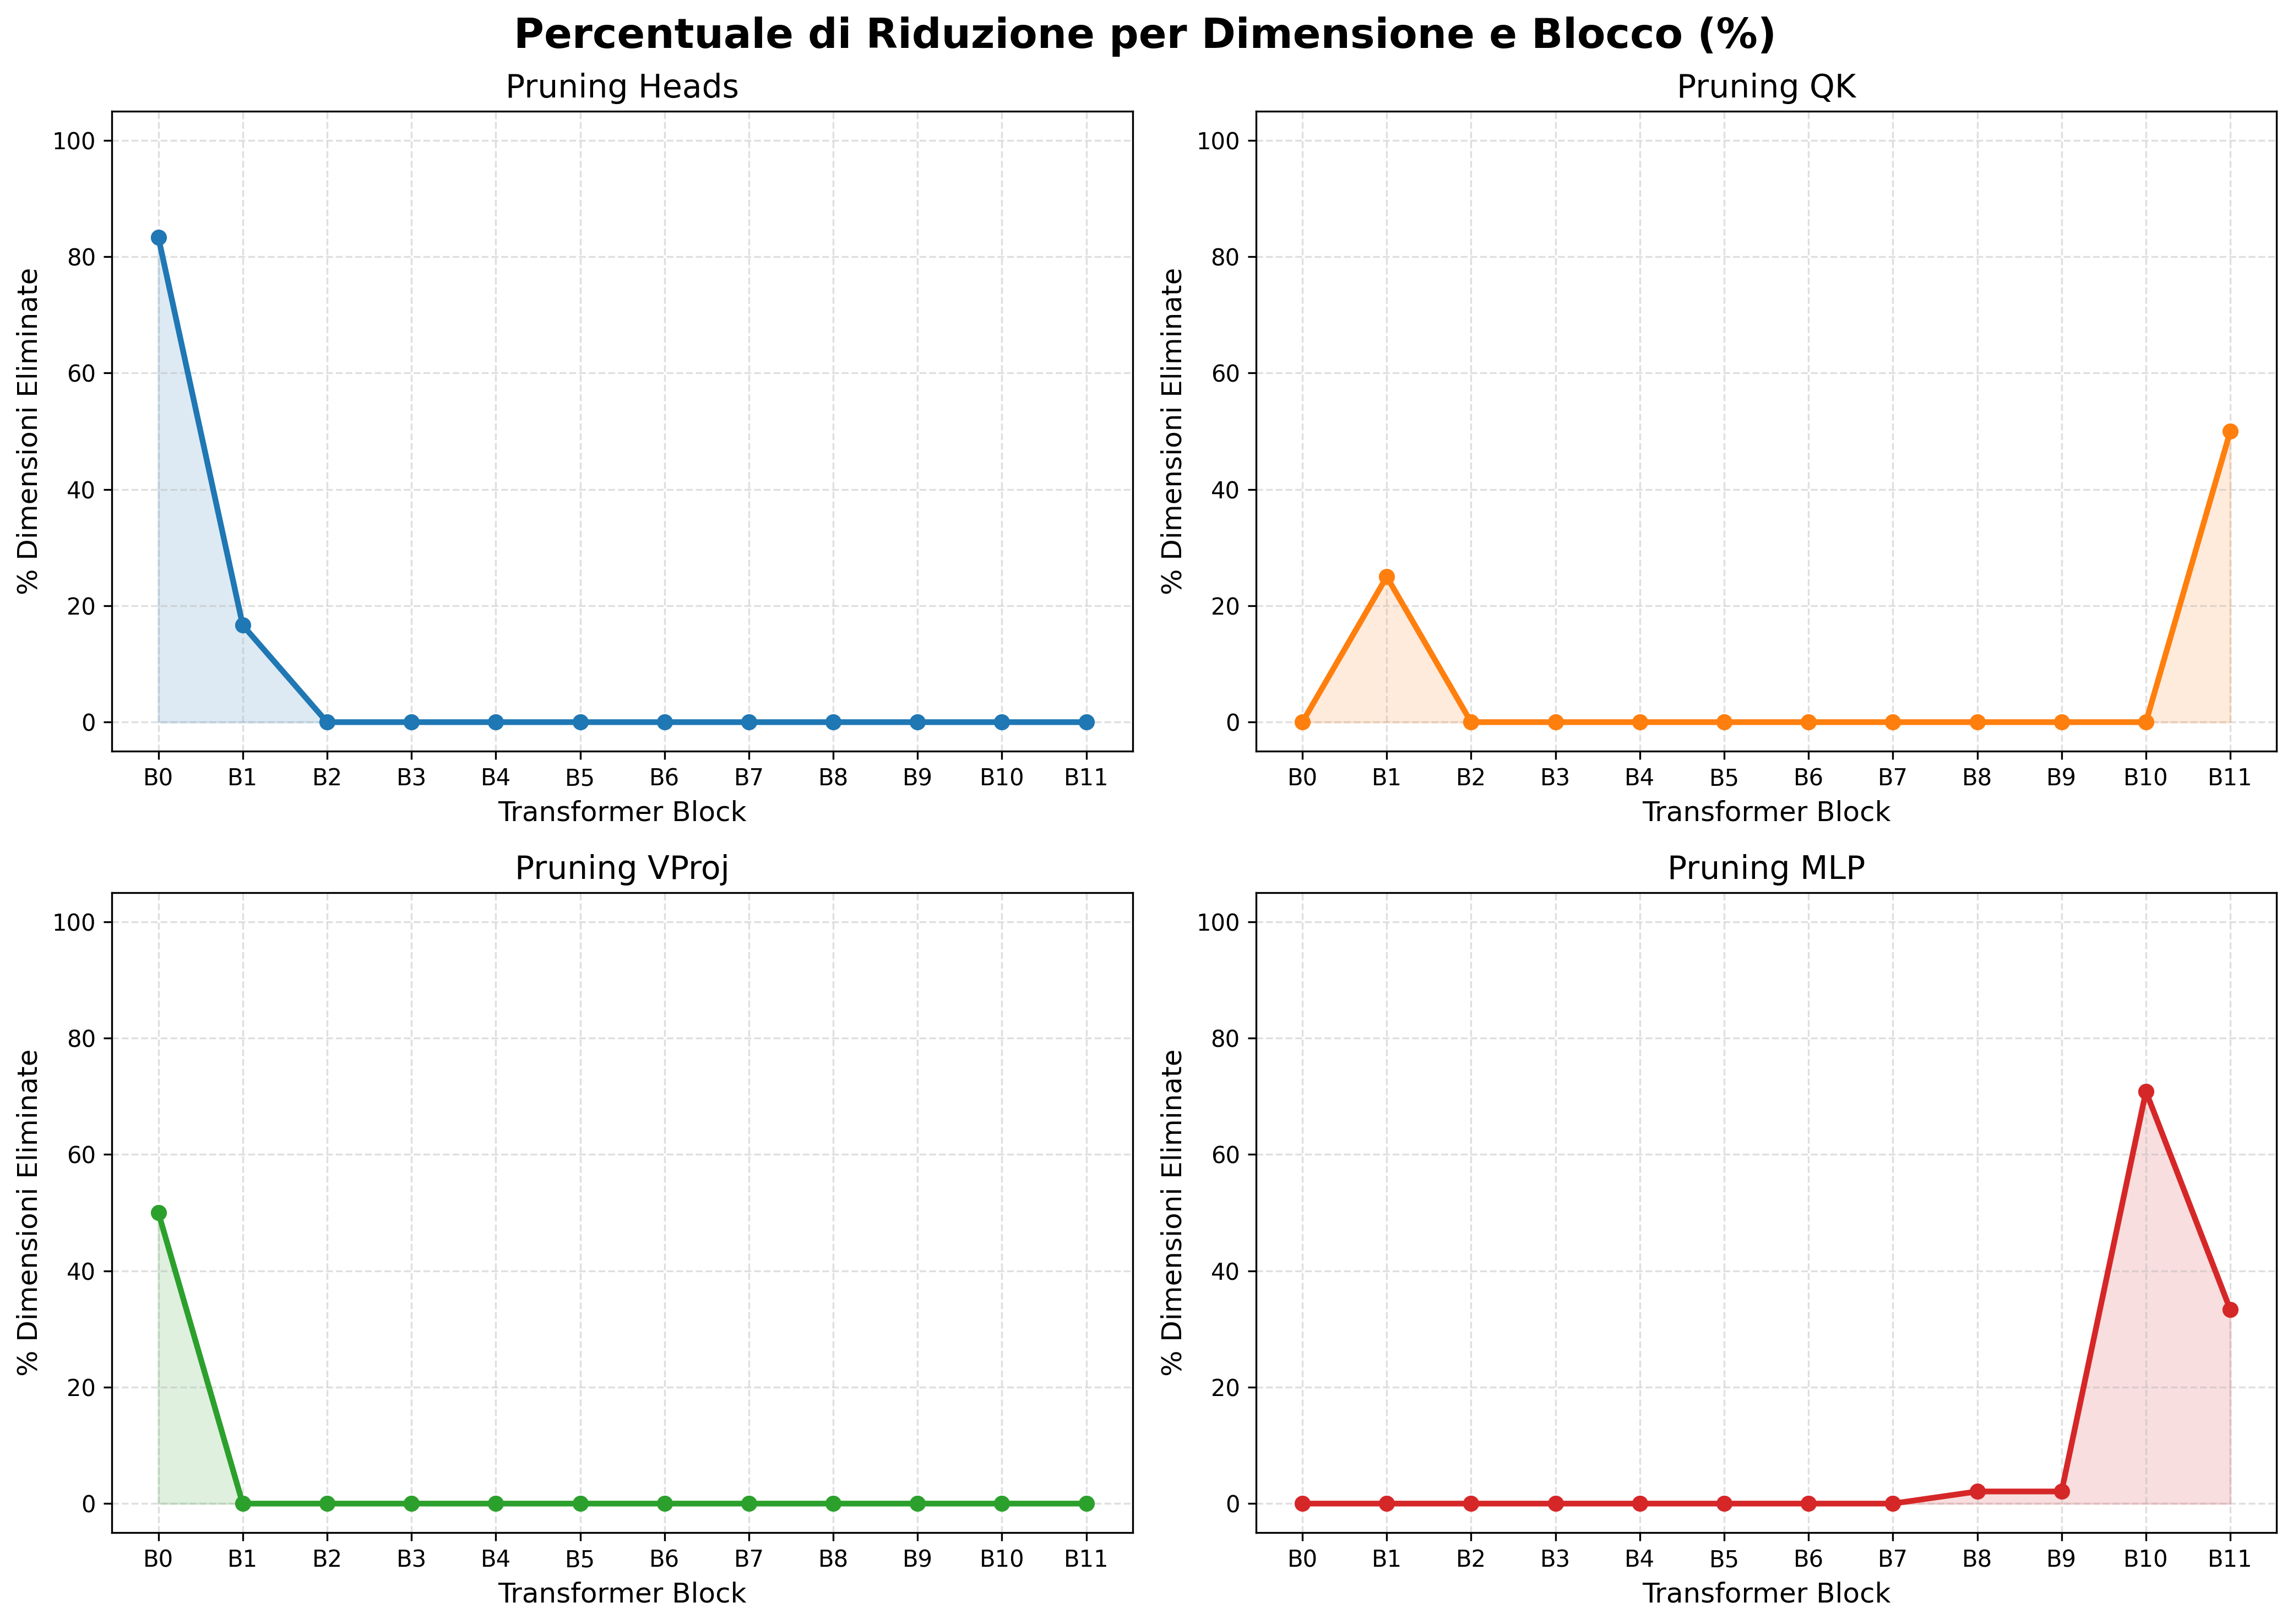 Percentuale di Riduzione per Dimensione e Blocco (%)
Pruning Heads
% Dimensioni Eliminate
100
80
60
40
20
0
B0 B1 B2 B3 B4 B5 B6 B7 B8 B9 B10 B11
Transformer Block
Pruning QK
% Dimensioni Eliminate
100
80
60
40
20
0
B0 B1 B2 B3 B4 B5 B6 B7 B8 B9 B10 B11
Transformer Block
Pruning VProj
% Dimensioni Eliminate
100
80
60
40
20
0
B0 B1 B2 B3 B4 B5 B6 B7 B8 B9 B10 B11
Transformer Block
Pruning MLP
% Dimensioni Eliminate
100
80
60
40
20
0
B0 B1 B2 B3 B4 B5 B6 B7 B8 B9 B10 B11
Transformer Block